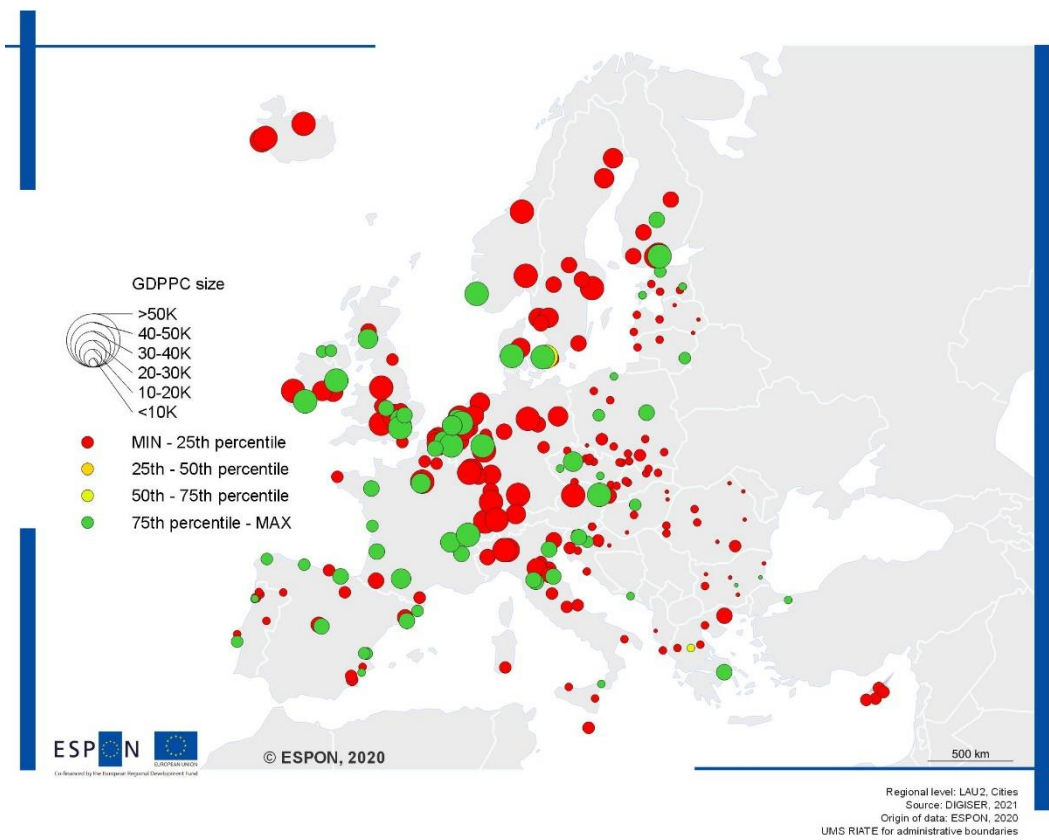 GDPPC size
>50K
40-50K
30-40K
20-30K
10-20K
<10K
MIN - 25th percentile
25th - 50th percentile
50th - 75th percentile
75th percentile - MAX
ESPON
EUROPEAN UNION
Co-financed by the European Regional Development Fund
© ESPON, 2020
500 km
Regional level: LAU2, Cities
Source: DIGISER, 2021
Origin of data: ESPON, 2020
UMS RIATE for administrative boundaries